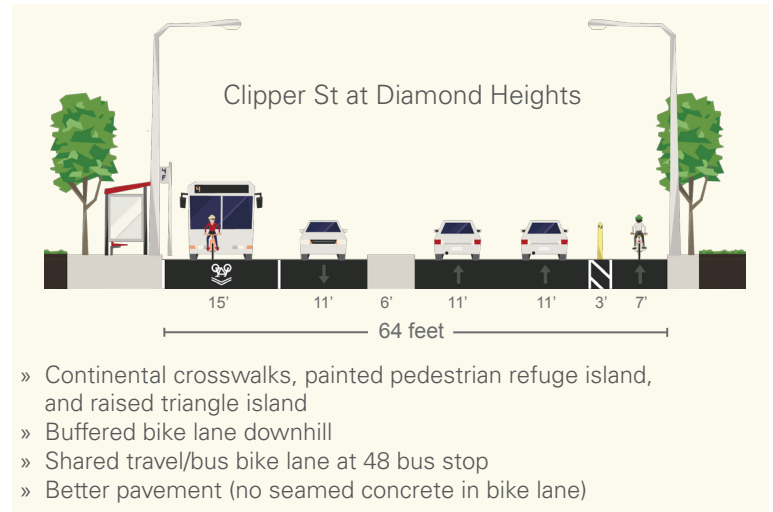 Clipper St at Diamond Heights
4
F
4
15’ 11’ 6’ 11’ 11’ 3’ 7’
64 feet
» Continental crosswalks, painted pedestrian refuge island,
and raised triangle island
» Buffered bike lane downhill
» Shared travel/bus bike lane at 48 bus stop
» Better pavement (no seamed concrete in bike lane)